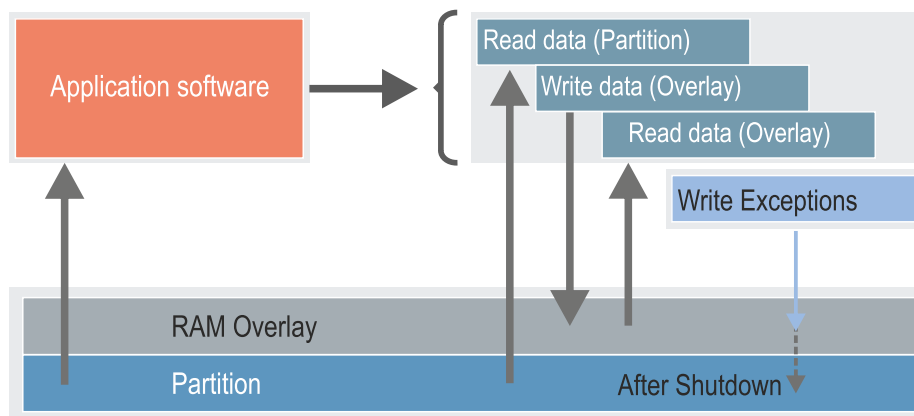 Application software
Read data (Partition)
Write data (Overlay)
Read data (Overlay)
Write Exceptions
RAM Overlay
Partition
After Shutdown